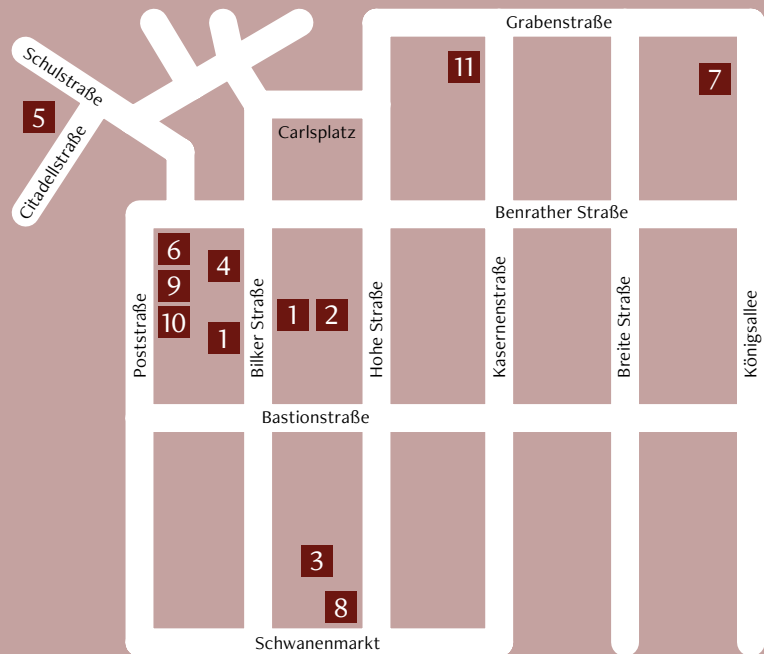 Grabenstraße
Schulstraße
11
7
5
Carlsplatz
Citadellstraße
Benrather Straße
6
4
9
10
1
1
2
Poststraße
Bilker Straße
Hohe Straße
Kasernenstraße
Breite Straße
Königsallee
Bastionstraße
3
8
Schwanenmarkt